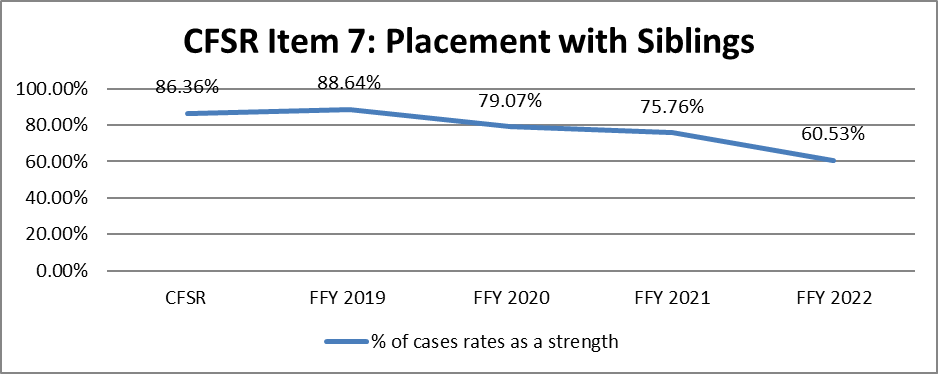 CFSR Item 7: Placement with Siblings
100.00%
80.00%
60.00%
40.00%
20.00%
0.00%
86.36%
88.64%
79.07%
75.76%
60.53%
CFSR
FFY 2019
FFY 2020
FFY 2021
FFY 2022
% of cases rates as a strength